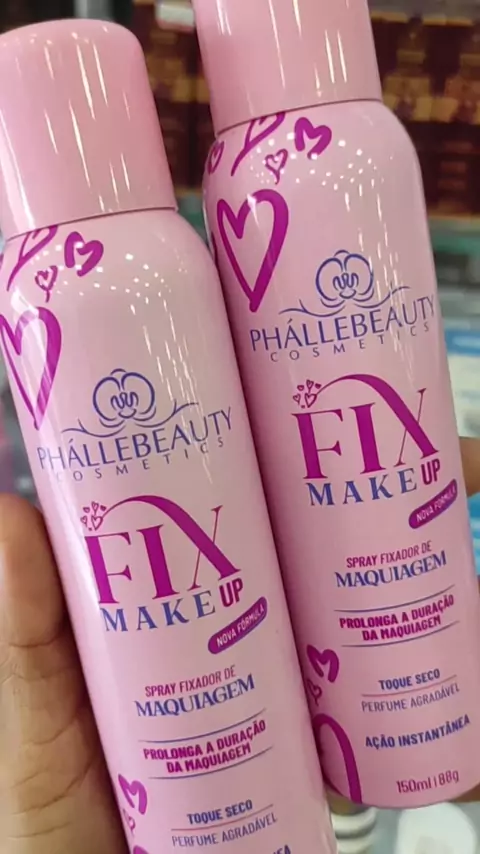 PHÁLLEBEAUTY
COSMETICS
FIX
MAKE UP
NOVA FÓRMULA
SPRAY FIXADOR DE
MAQUIAGEM
PROLONGA A DURAÇÃO
DA MAQUIAGEM
TOQUE SECO
PERFUME AGRADÁVEL
PHÁLLEBEAUTY
COSMETICS
FIX
MAKE UP
NOVA FÓRMULA
SPRAY FIXADOR DE
MAQUIAGEM
PROLONGA A DURAÇÃO
DA MAQUIAGEM
TOQUE SECO
PERFUME AGRADÁVEL
AÇÃO INSTANTÂNEA
150ml | 88g